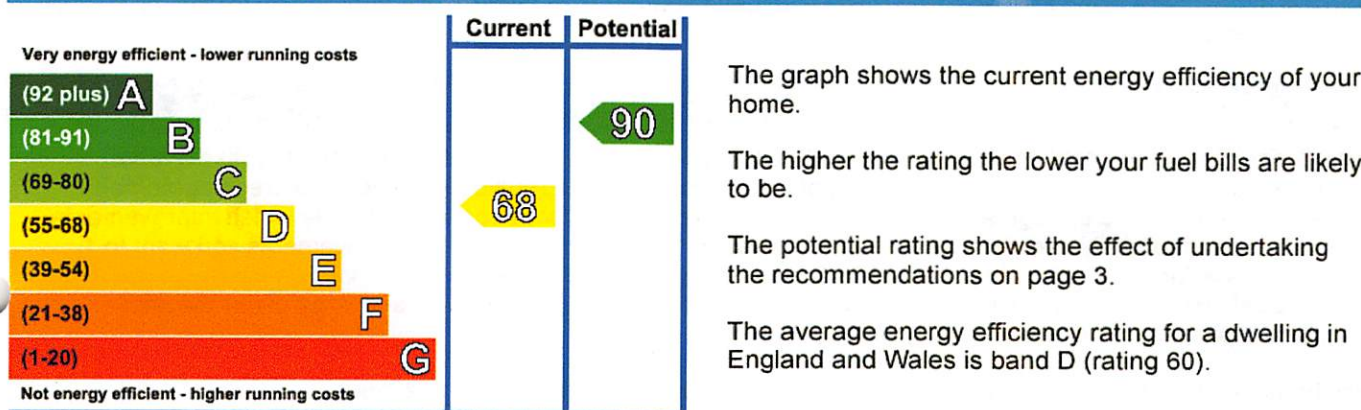 Current Potential
Very energy efficient - lower running costs
(92 plus) A
(81-91) B
(69-80) C
(55-68) D
(39-54) E
(21-38) F
(1-20) G
Not energy efficient - higher running costs
68
90
The graph shows the current energy efficiency of your
home.
The higher the rating the lower your fuel bills are likely
to be.
The potential rating shows the effect of undertaking
the recommendations on page 3.
The average energy efficiency rating for a dwelling in
England and Wales is band D (rating 60).